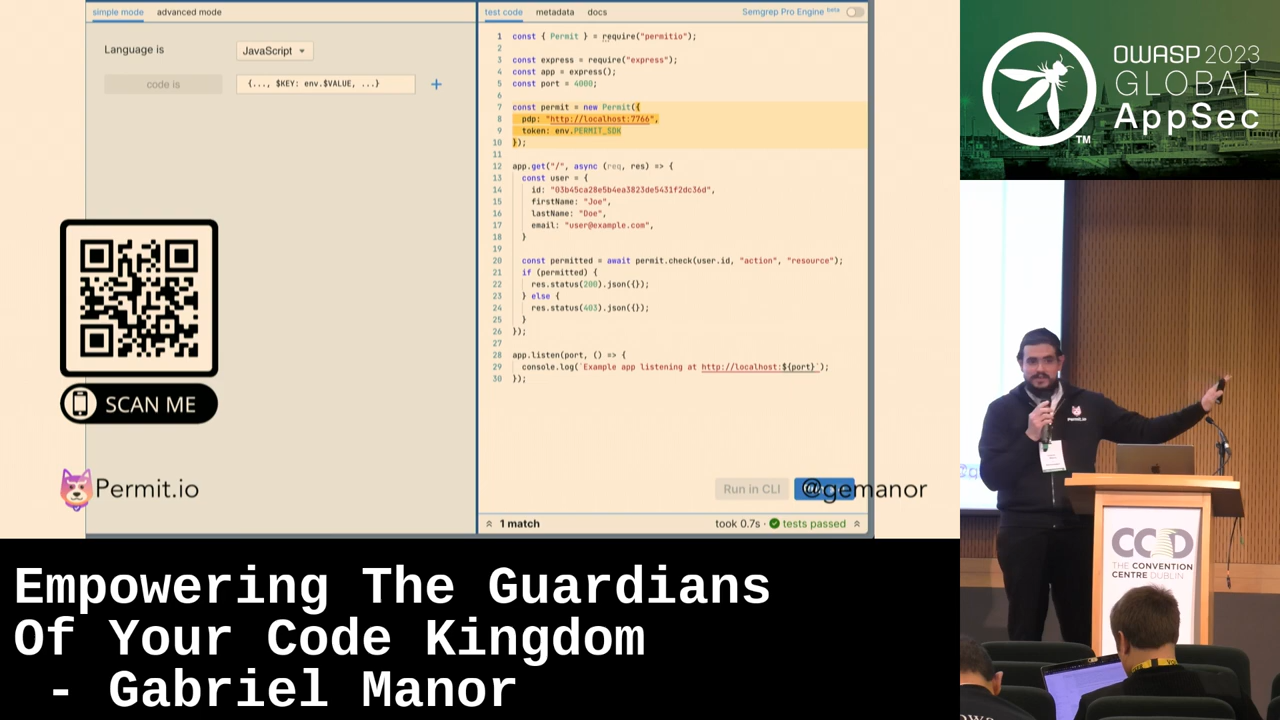 simple mode advanced mode
Language is JavaScript
code is {..., $KEY: env.$VALUE, ...} +
SCAN ME
Permit.io
test code metadata docs Semgrep Pro Engine beta
1 const { Permit } = require("permitio");
2
3 const express = require("express");
4 const app = express();
5 const port = 4000;
6
7 const permit = new Permit({
8 pdp: "http://localhost:7766",
9 token: env.PERMIT_SDK
10 });
11
12 app.get("/", async (req, res) => {
13 const user = {
14 id: "03b45ca28e5b4ea3823de5431f2dc36d",
15 firstName: "Joe",
16 lastName: "Doe",
17 email: "user@example.com",
18 }
19
20 const permitted = await permit.check(user.id, "action", "resource");
21 if (permitted) {
22 res.status(200).json({});
23 } else {
24 res.status(403).json({});
25 }
26 });
27
28 app.listen(port, () => {
29 console.log(`Example app listening at http://localhost:${port}`);
30 });
Run in CLI
@gemanor
1 match took 0.7s · tests passed
OWASP 2023
GLOBAL
AppSec
TM
Permit.io
CCD
THE CONVENTION
CENTRE DUBLIN
Empowering The Guardians
Of Your Code Kingdom
- Gabriel Manor